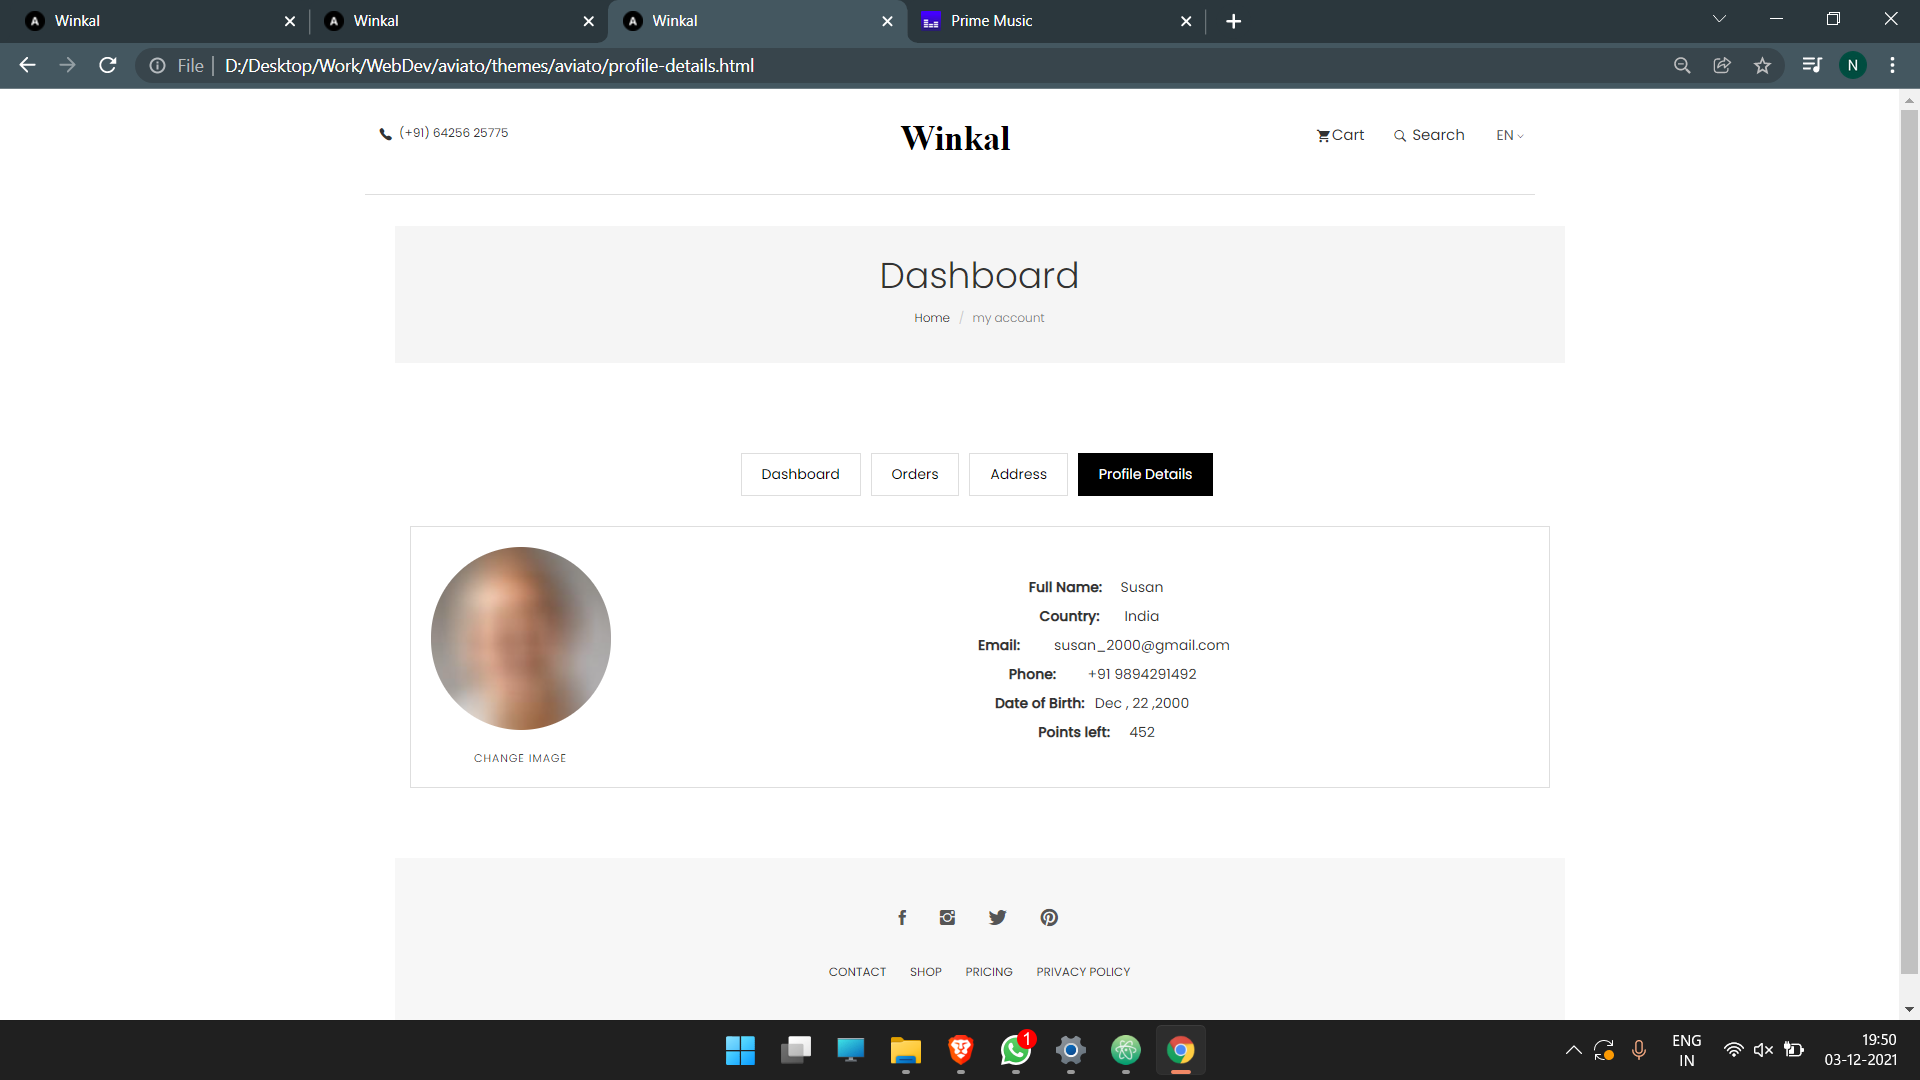 Winkal
Winkal
Winkal
Prime Music
File | D:/Desktop/Work/WebDev/aviato/themes/aviato/profile-details.html
N
(+91) 64256 25775
Winkal
Cart
Search
EN
Dashboard
Home / my account
Dashboard
Orders
Address
Profile Details
Full Name: Susan
Country: India
Email: susan_2000@gmail.com
Phone: +91 9894291492
Date of Birth: Dec , 22 ,2000
Points left: 452
CHANGE IMAGE
CONTACT SHOP PRICING PRIVACY POLICY
1
ENG
IN
19:50
03-12-2021